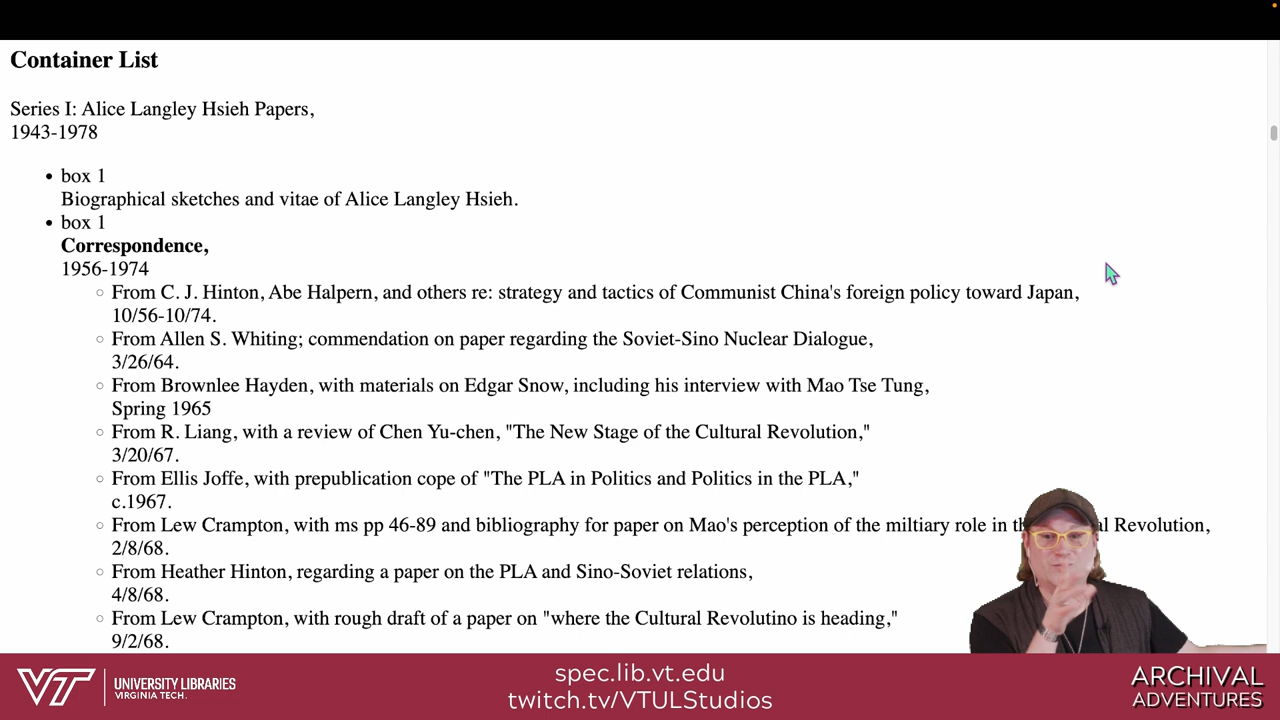 Container List
Series I: Alice Langley Hsieh Papers,
1943-1978
box 1
Biographical sketches and vitae of Alice Langley Hsieh.
box 1
Correspondence,
1956-1974
From C. J. Hinton, Abe Halpern, and others re: strategy and tactics of Communist China's foreign policy toward Japan,
10/56-10/74.
From Allen S. Whiting; commendation on paper regarding the Soviet-Sino Nuclear Dialogue,
3/26/64.
From Brownlee Hayden, with materials on Edgar Snow, including his interview with Mao Tse Tung,
Spring 1965
From R. Liang, with a review of Chen Yu-chen, "The New Stage of the Cultural Revolution,"
3/20/67.
From Ellis Joffe, with prepublication cope of "The PLA in Politics and Politics in the PLA,"
c.1967.
From Lew Crampton, with ms pp 46-89 and bibliography for paper on Mao's perception of the miltiary role in Revolution,
2/8/68.
From Heather Hinton, regarding a paper on the PLA and Sino-Soviet relations,
4/8/68.
From Lew Crampton, with rough draft of a paper on "where the Cultural Revolutino is heading,"
9/2/68.
VT UNIVERSITY LIBRARIES
VIRGINIA TECH.
spec.lib.vt.edu
twitch.tv/VTULStudios
ARCHIVAL
ADVENTURES